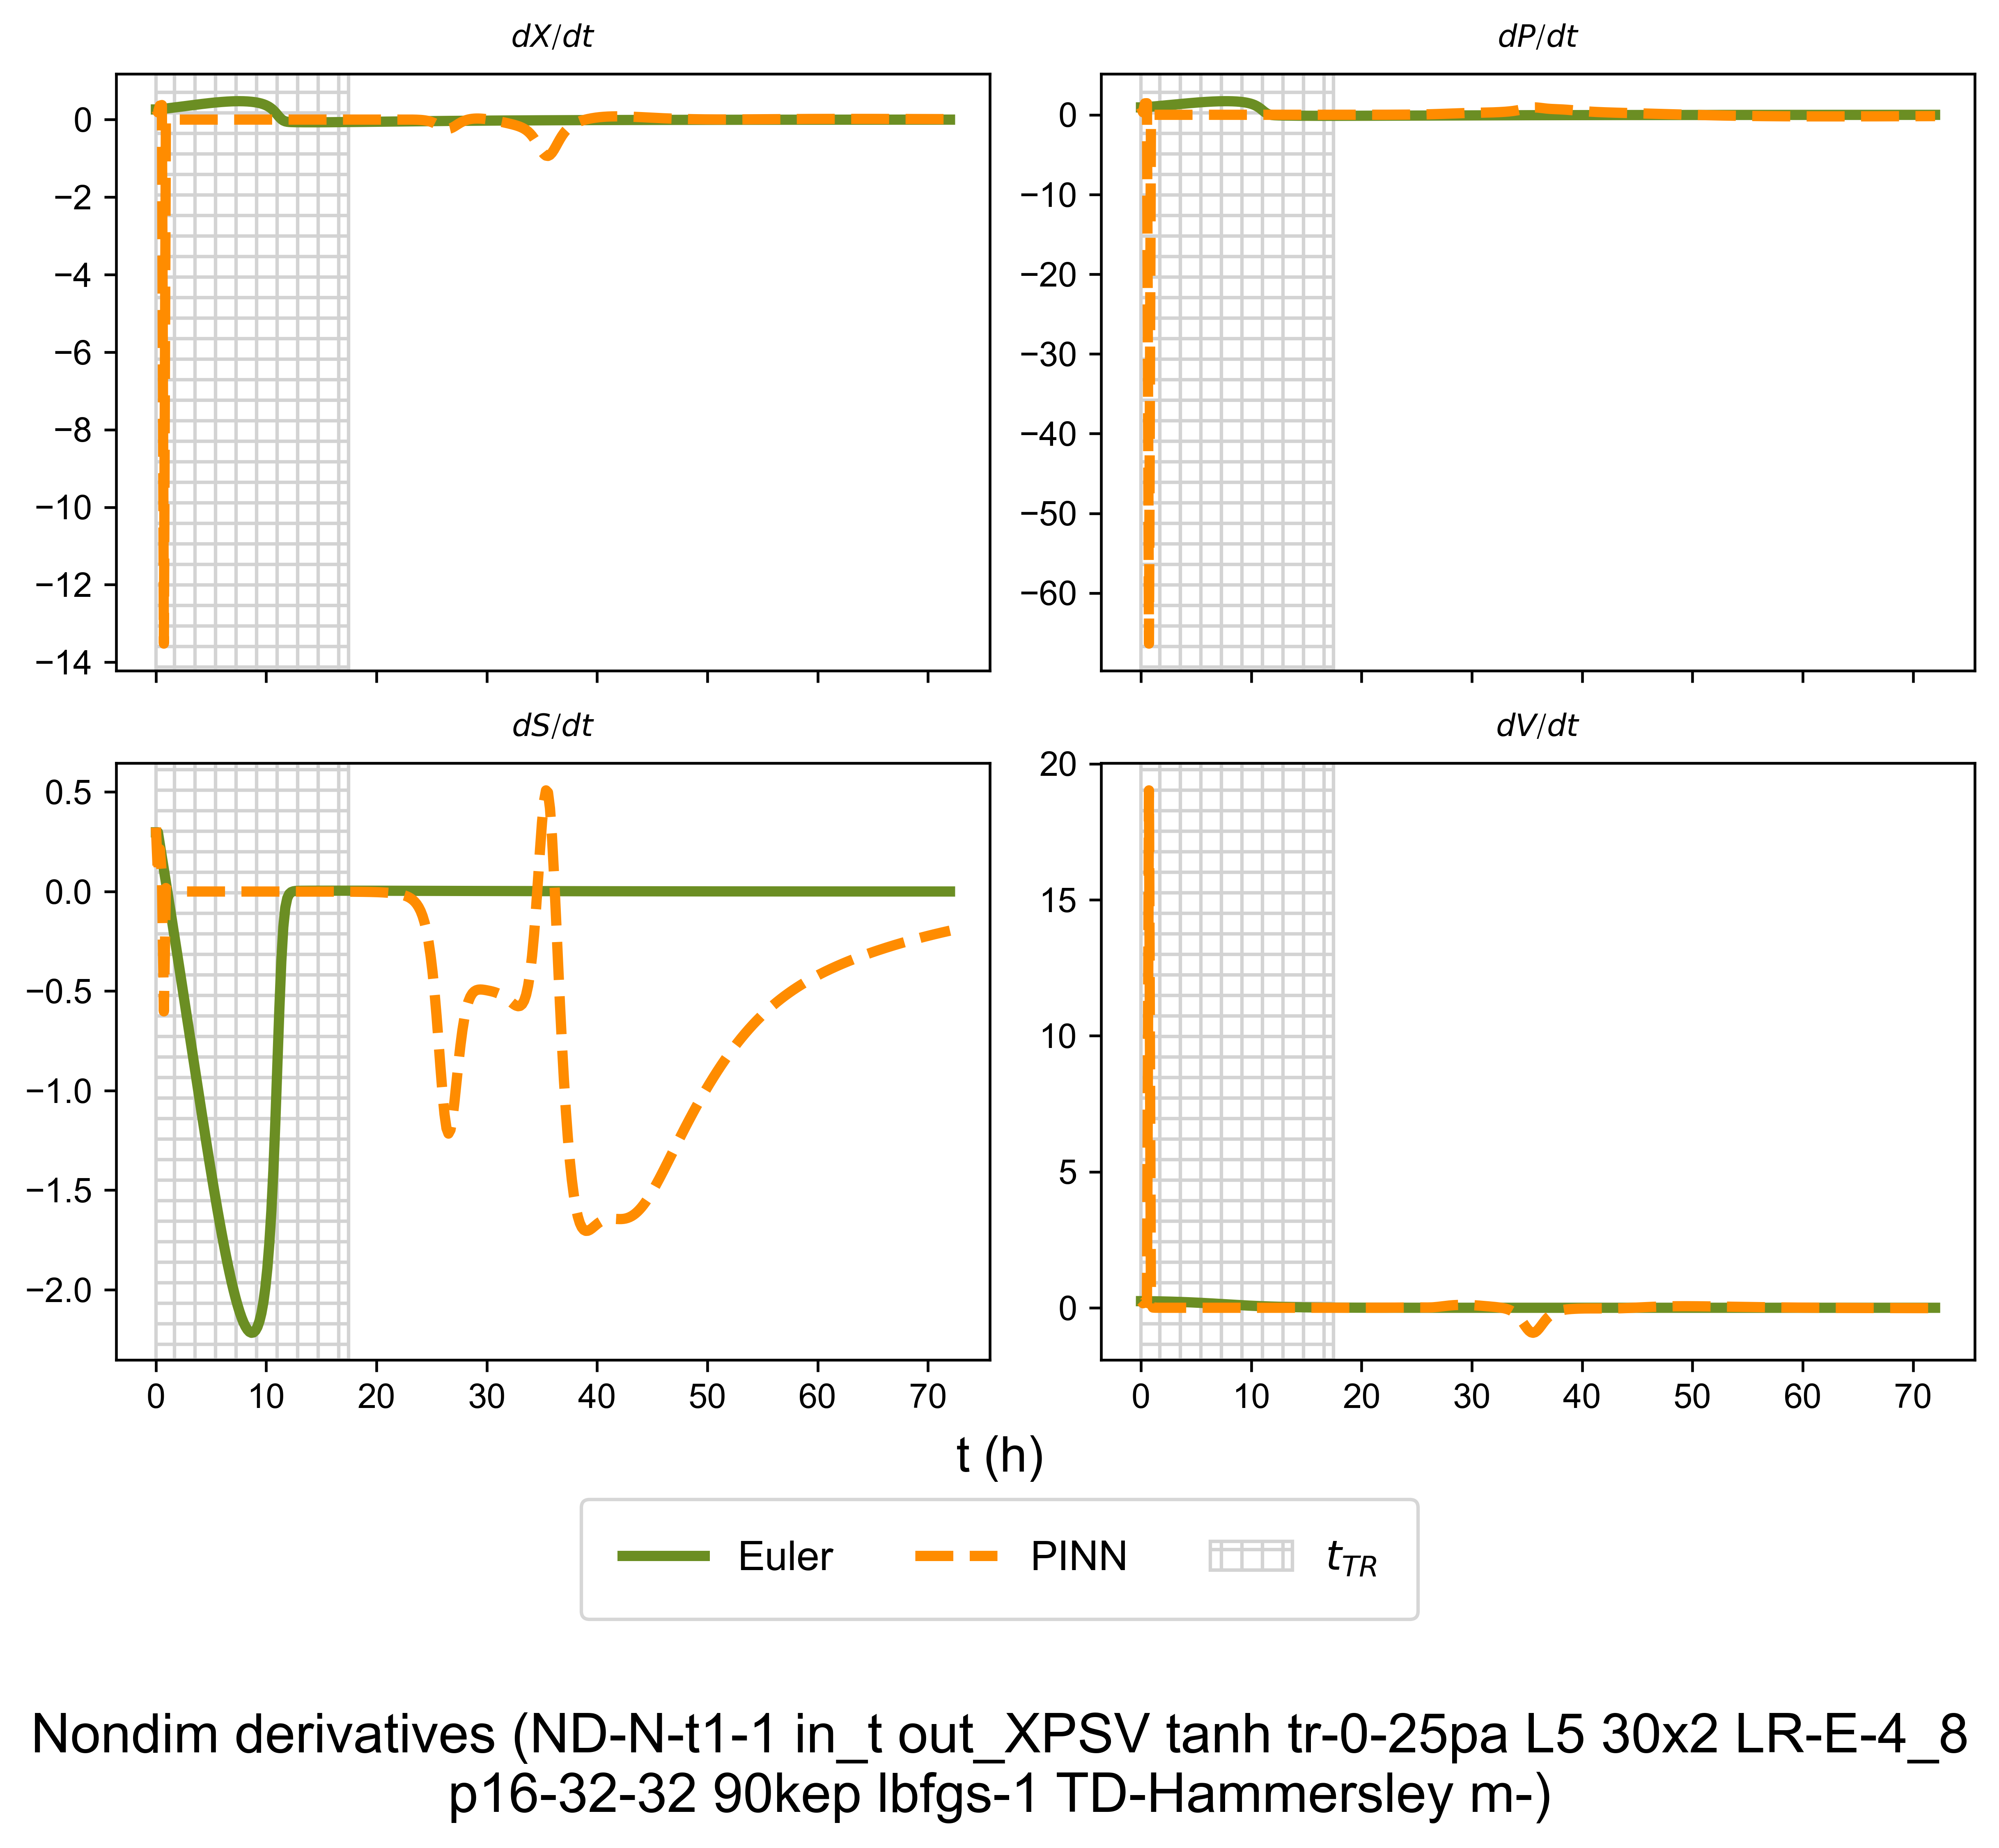 dX/dt
dP/dt
0
−2
−4
−6
−8
−10
−12
−14
0
−10
−20
−30
−40
−50
−60
dS/dt
dV/dt
0.5
0.0
−0.5
−1.0
−1.5
−2.0
20
15
10
5
0
0 10 20 30 40 50 60 70
0 10 20 30 40 50 60 70
t (h)
Euler PINN t_TR
Nondim derivatives (ND-N-t1-1 in_t out_XPSV tanh tr-0-25pa L5 30x2 LR-E-4_8
p16-32-32 90kep lbfgs-1 TD-Hammersley m-)